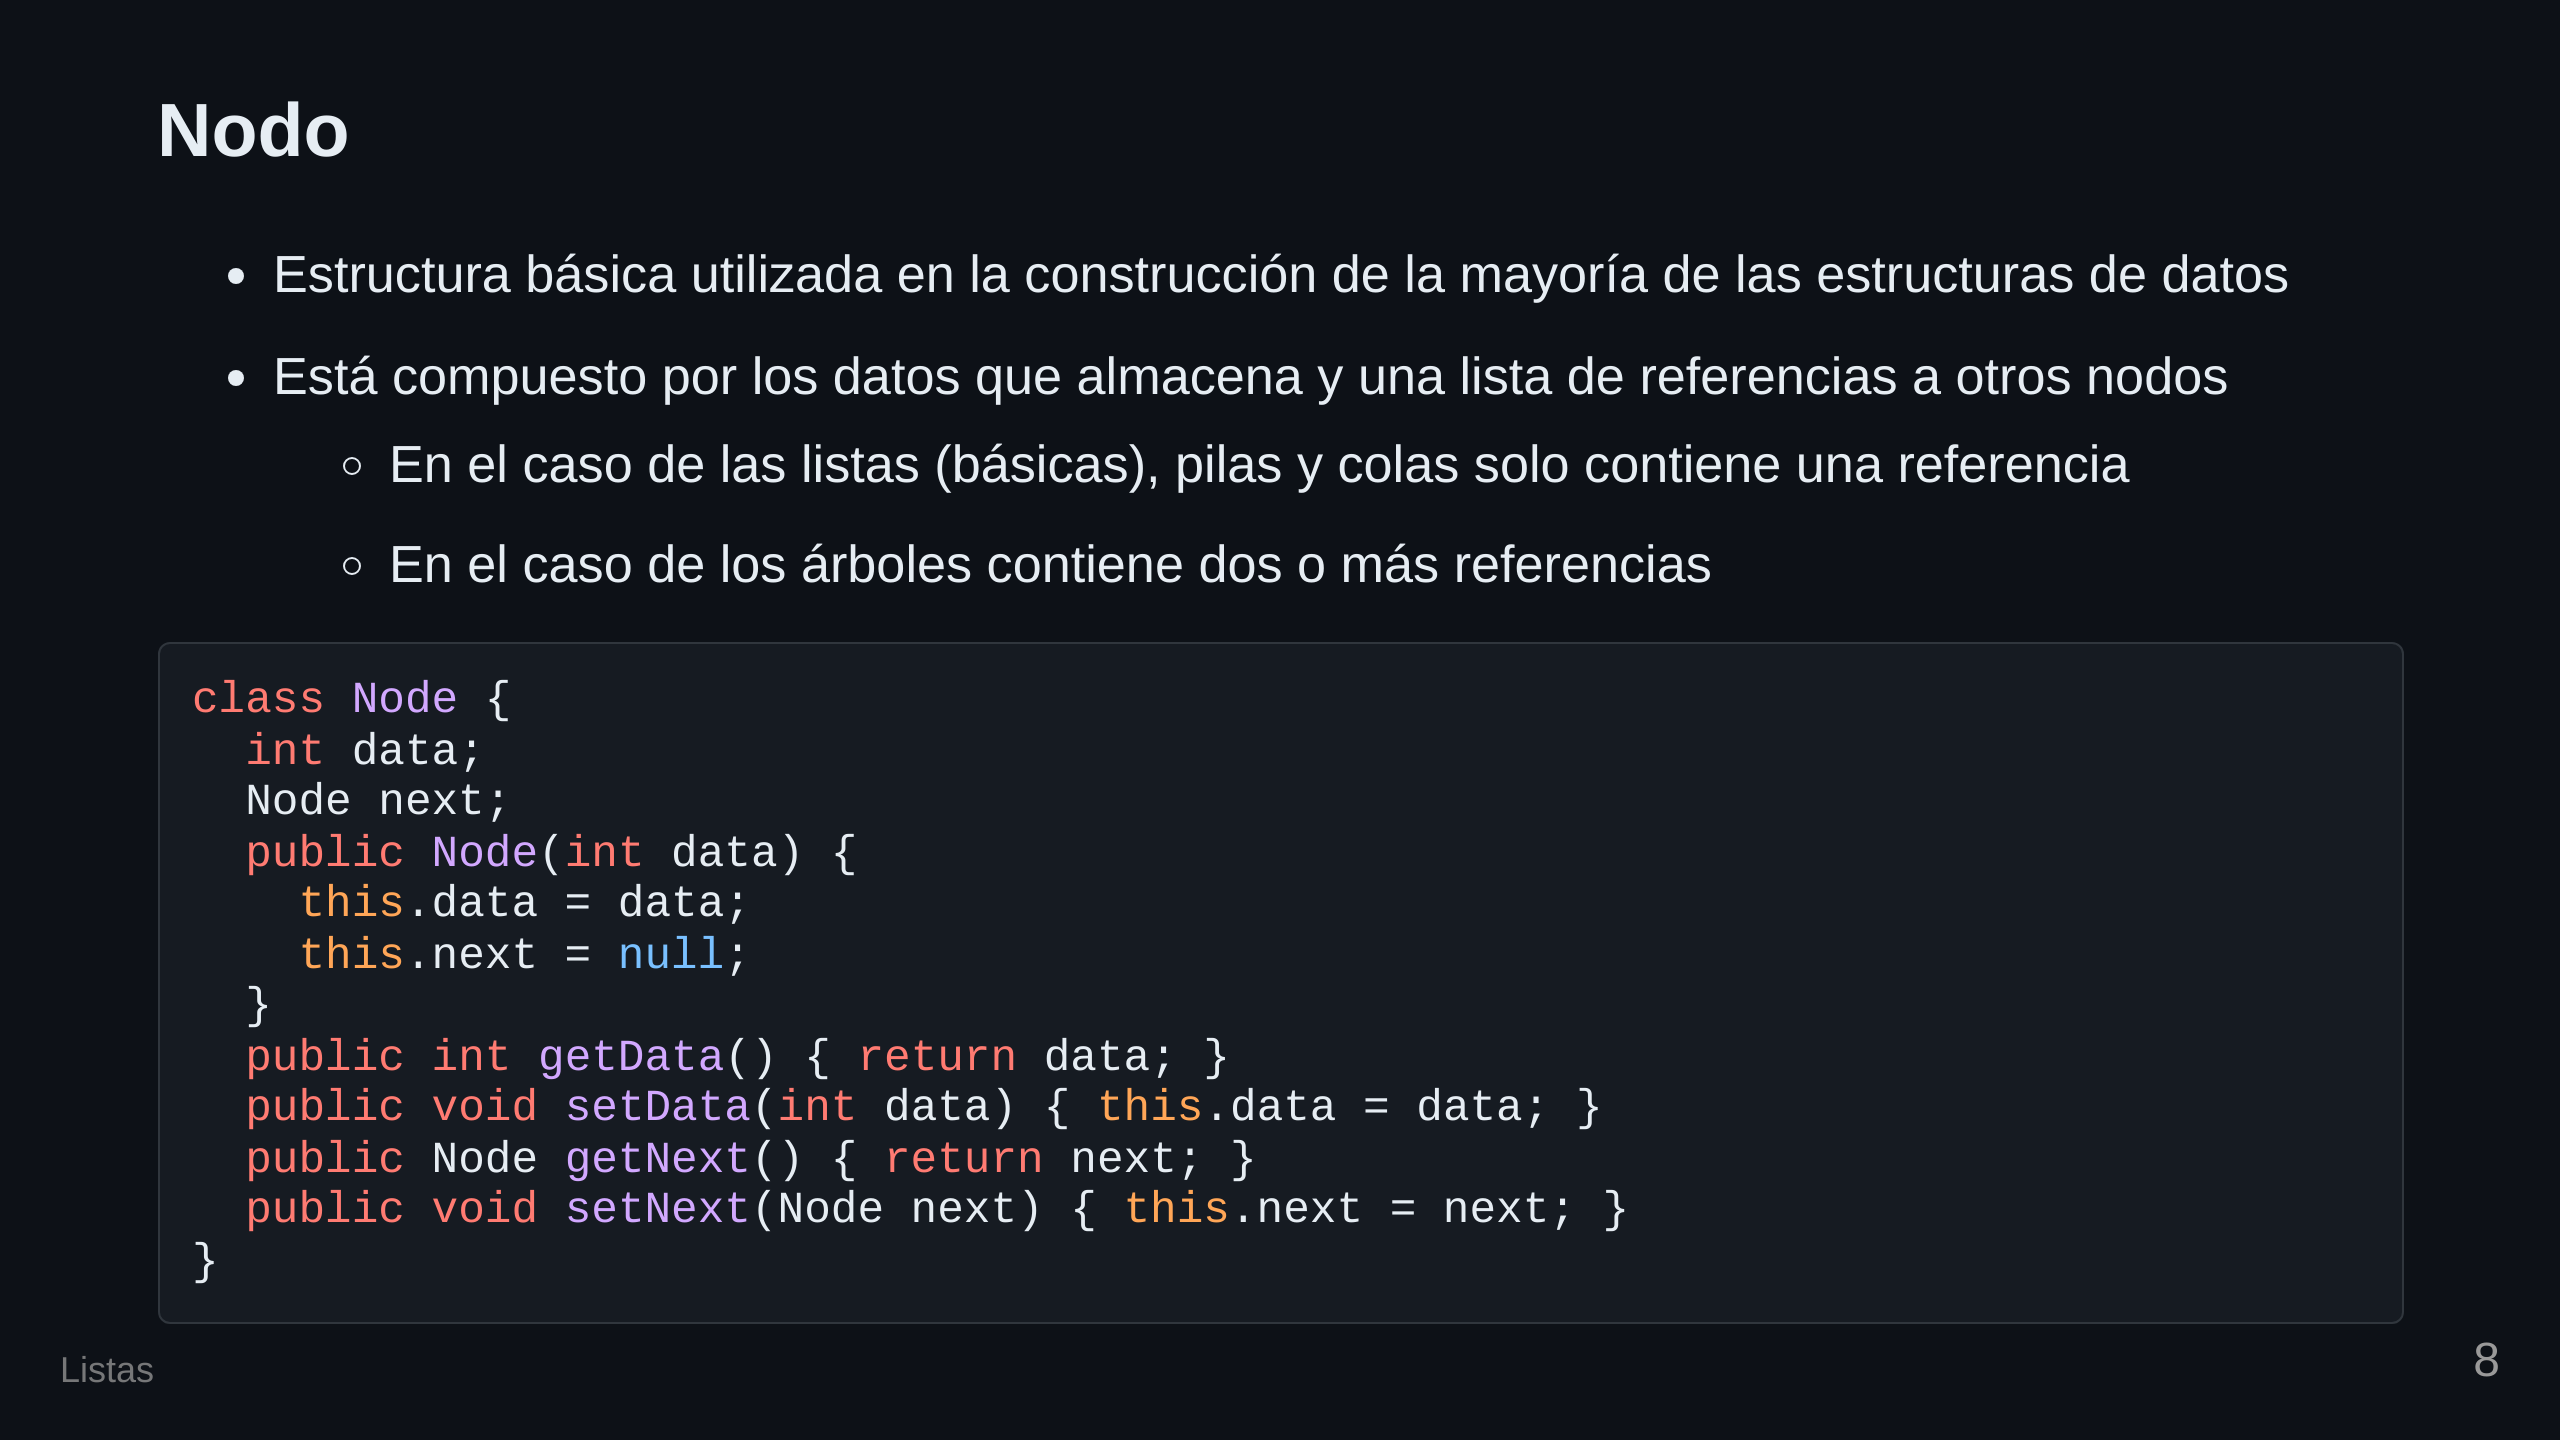 Nodo
• Estructura básica utilizada en la construcción de la mayoría de las estructuras de datos
• Está compuesto por los datos que almacena y una lista de referencias a otros nodos
◦ En el caso de las listas (básicas), pilas y colas solo contiene una referencia
◦ En el caso de los árboles contiene dos o más referencias
class Node {
  int data;
  Node next;
  public Node(int data) {
    this.data = data;
    this.next = null;
  }
  public int getData() { return data; }
  public void setData(int data) { this.data = data; }
  public Node getNext() { return next; }
  public void setNext(Node next) { this.next = next; }
}
Listas
8